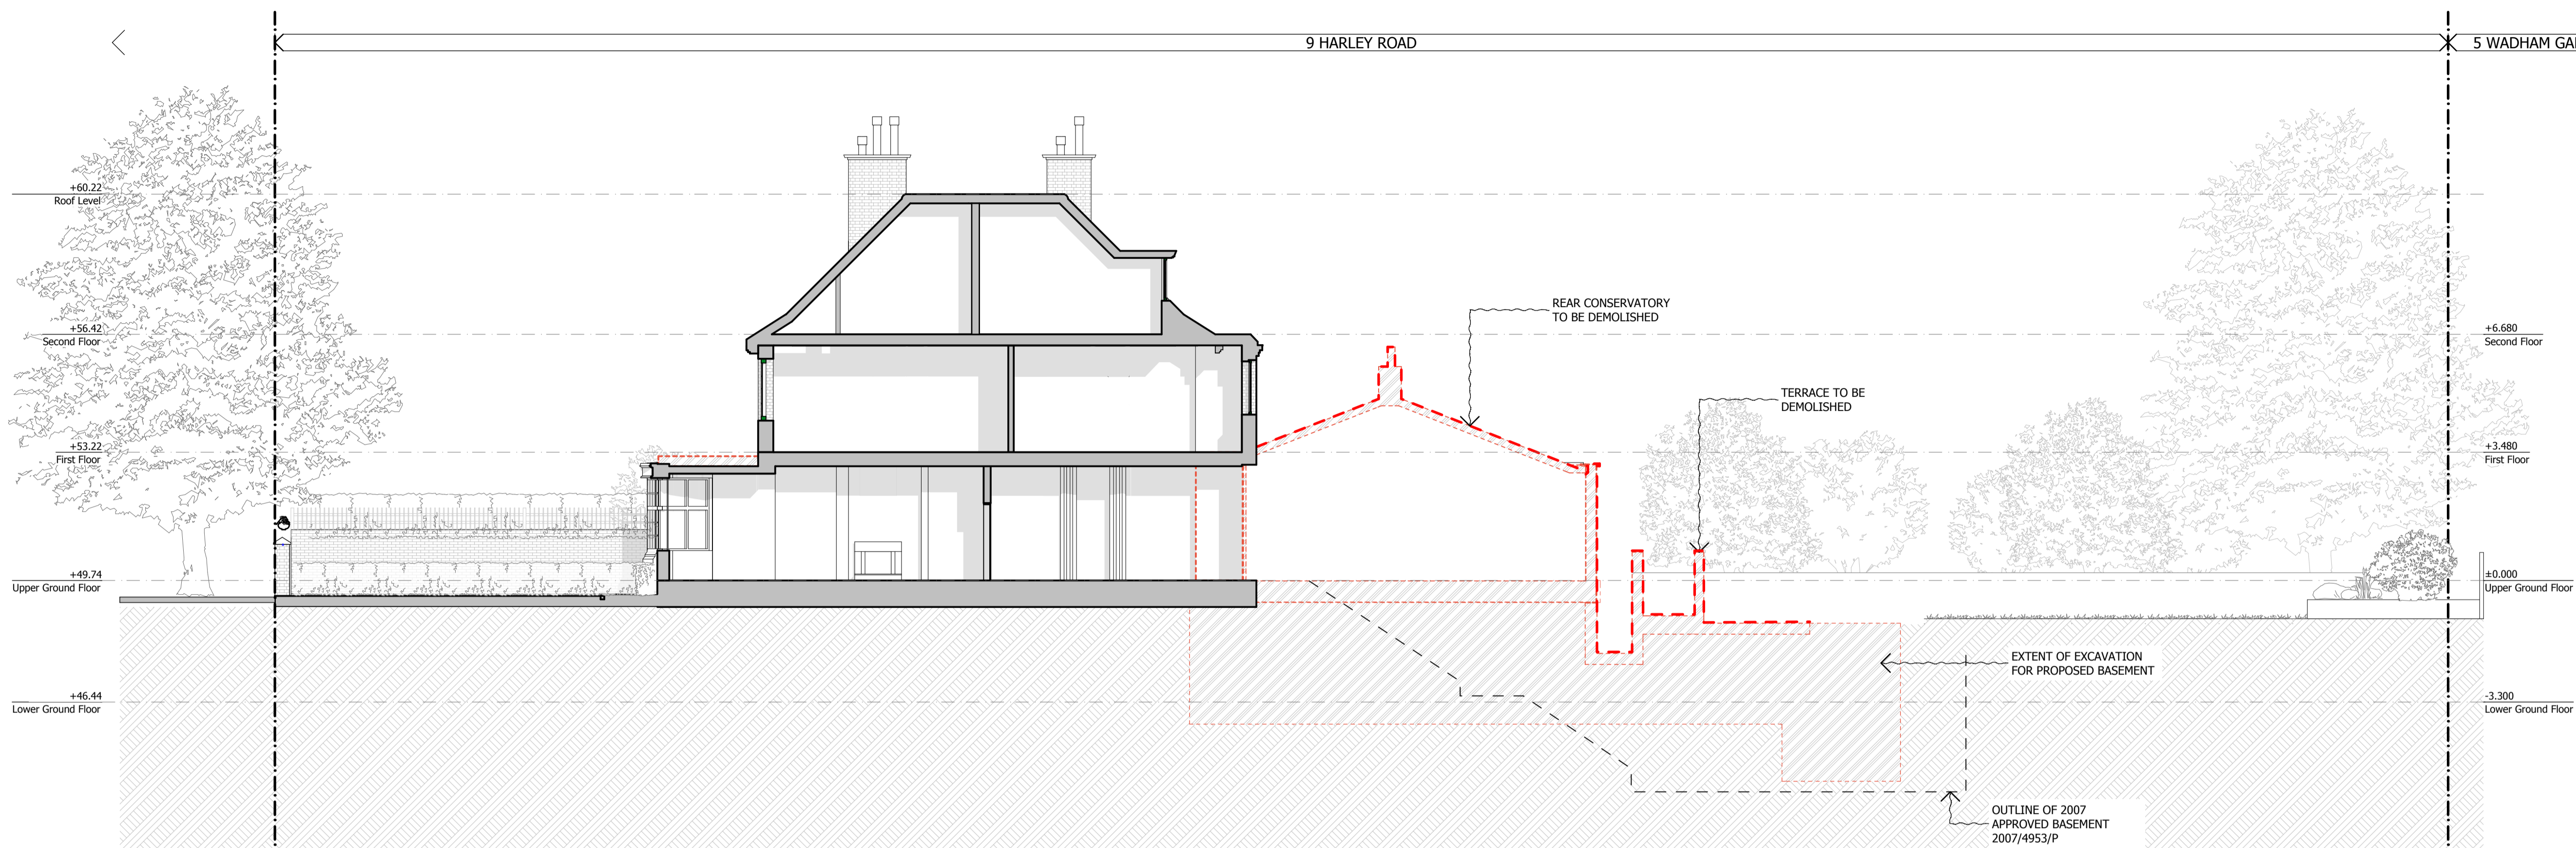 9 HARLEY ROAD
5 WADHAM
+60.22
Roof Level
+56.42
Second Floor
+53.22
First Floor
+49.74
Upper Ground Floor
+46.44
Lower Ground Floor
REAR CONSERVATORY
TO BE DEMOLISHED
TERRACE TO BE
DEMOLISHED
EXTENT OF EXCAVATION
FOR PROPOSED BASEMENT
OUTLINE OF 2007
APPROVED BASEMENT
2007/4953/P
+6.680
Second Floor
+3.480
First Floor
±0.000
Upper Ground Floor
-3.300
Lower Ground Floor